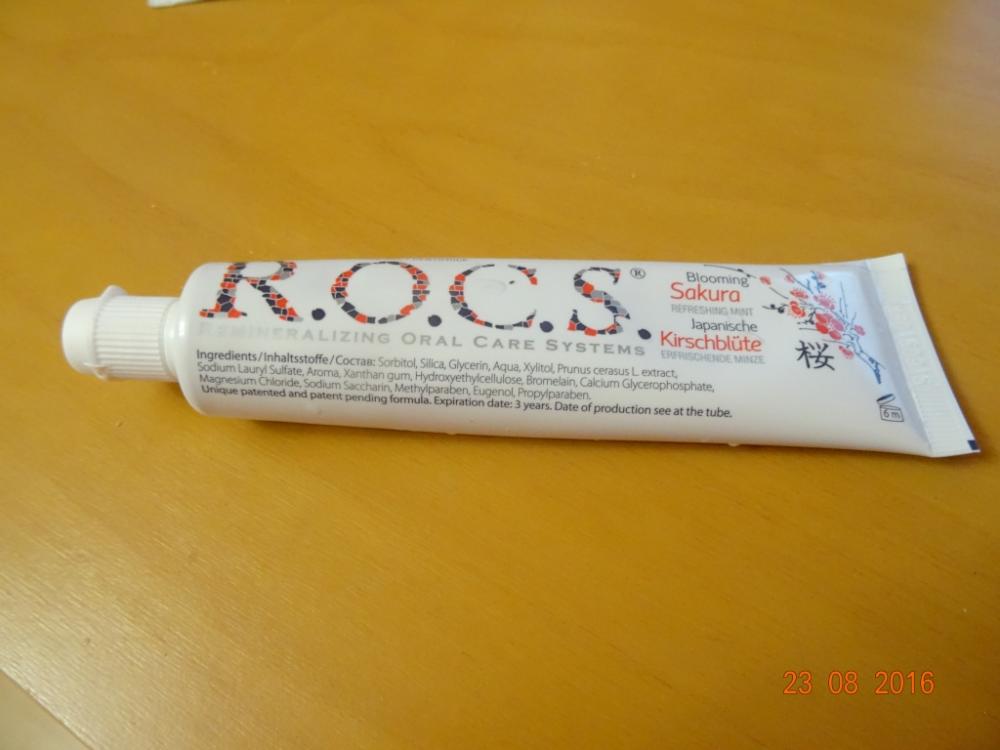 R.O.C.S.®
REMINERALIZING ORAL CARE SYSTEMS
Blooming
Sakura
REFRESHING MINT
Japanische
Kirschblüte
ERFRISCHENDE MINZE
桜
Ingredients/Inhaltsstoffe/Состав: Sorbitol, Silica, Glycerin, Aqua, Xylitol, Prunus cerasus L. extract,
Sodium Lauryl Sulfate, Aroma, Xanthan gum, Hydroxyethylcellulose, Bromelain, Calcium Glycerophosphate,
Magnesium Chloride, Sodium Saccharin, Methylparaben, Eugenol, Propylparaben.
Unique patented and patent pending formula. Expiration date: 3 years. Date of production see at the tube.
6 m
23 08 2016